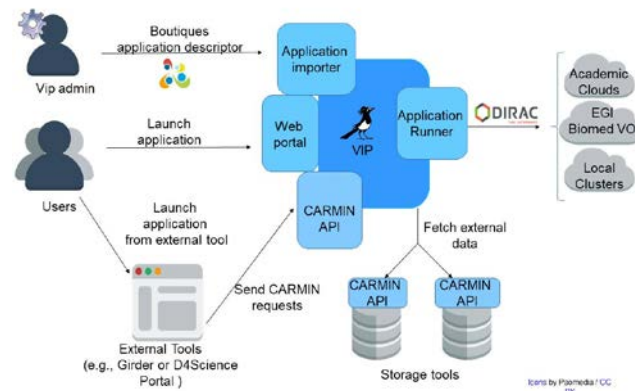 Boutiques
application descriptor
Vip admin
Application
importer
Launch
application
Web
portal
VIP
Application
Runner
DIRAC
Academic
Clouds
EGI
Biomed VO
Local
Clusters
Users
CARMIN
API
Launch
application
from external tool
Fetch external
data
Send CARMIN
requests
CARMIN
API
CARMIN
API
External Tools
(e.g., Girder or D4Science
Portal )
Storage tools
Icons by Paomedia / CC